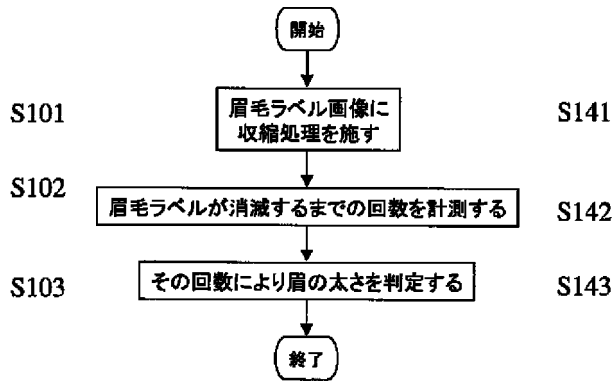 開始
S101
眉毛ラベル画像に
収縮処理を施す
S141
S102
眉毛ラベルが消滅するまでの回数を計測する
S142
S103
その回数により眉の太さを判定する
S143
終了